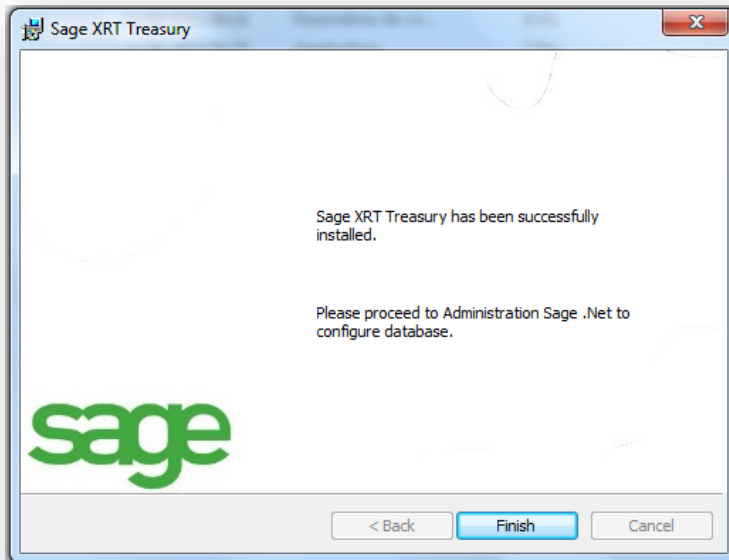 Sage XRT Treasury
Sage XRT Treasury has been successfully
installed.
Please proceed to Administration Sage .Net to
configure database.
sage
< Back
Finish
Cancel